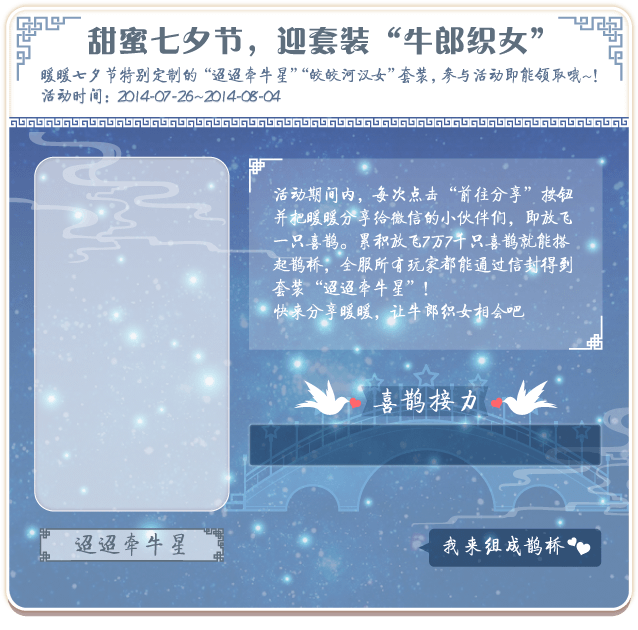 甜蜜七夕节，迎套装“牛郎织女”
暖暖七夕节特别定制的“迢迢牵牛星”“皎皎河汉女”套装，参与活动即能领取哦~！
活动时间：2014-07-26~2014-08-04
活动期间内，每次点击“前往分享”按钮
并把暖暖分享给微信的小伙伴们，即放飞
一只喜鹊。累积放飞7万7千只喜鹊就能搭
起鹊桥，全服所有玩家都能通过信封得到
套装“迢迢牵牛星”！
快来分享暖暖，让牛郎织女相会吧
喜鹊接力
迢迢牵牛星
我来组成鹊桥